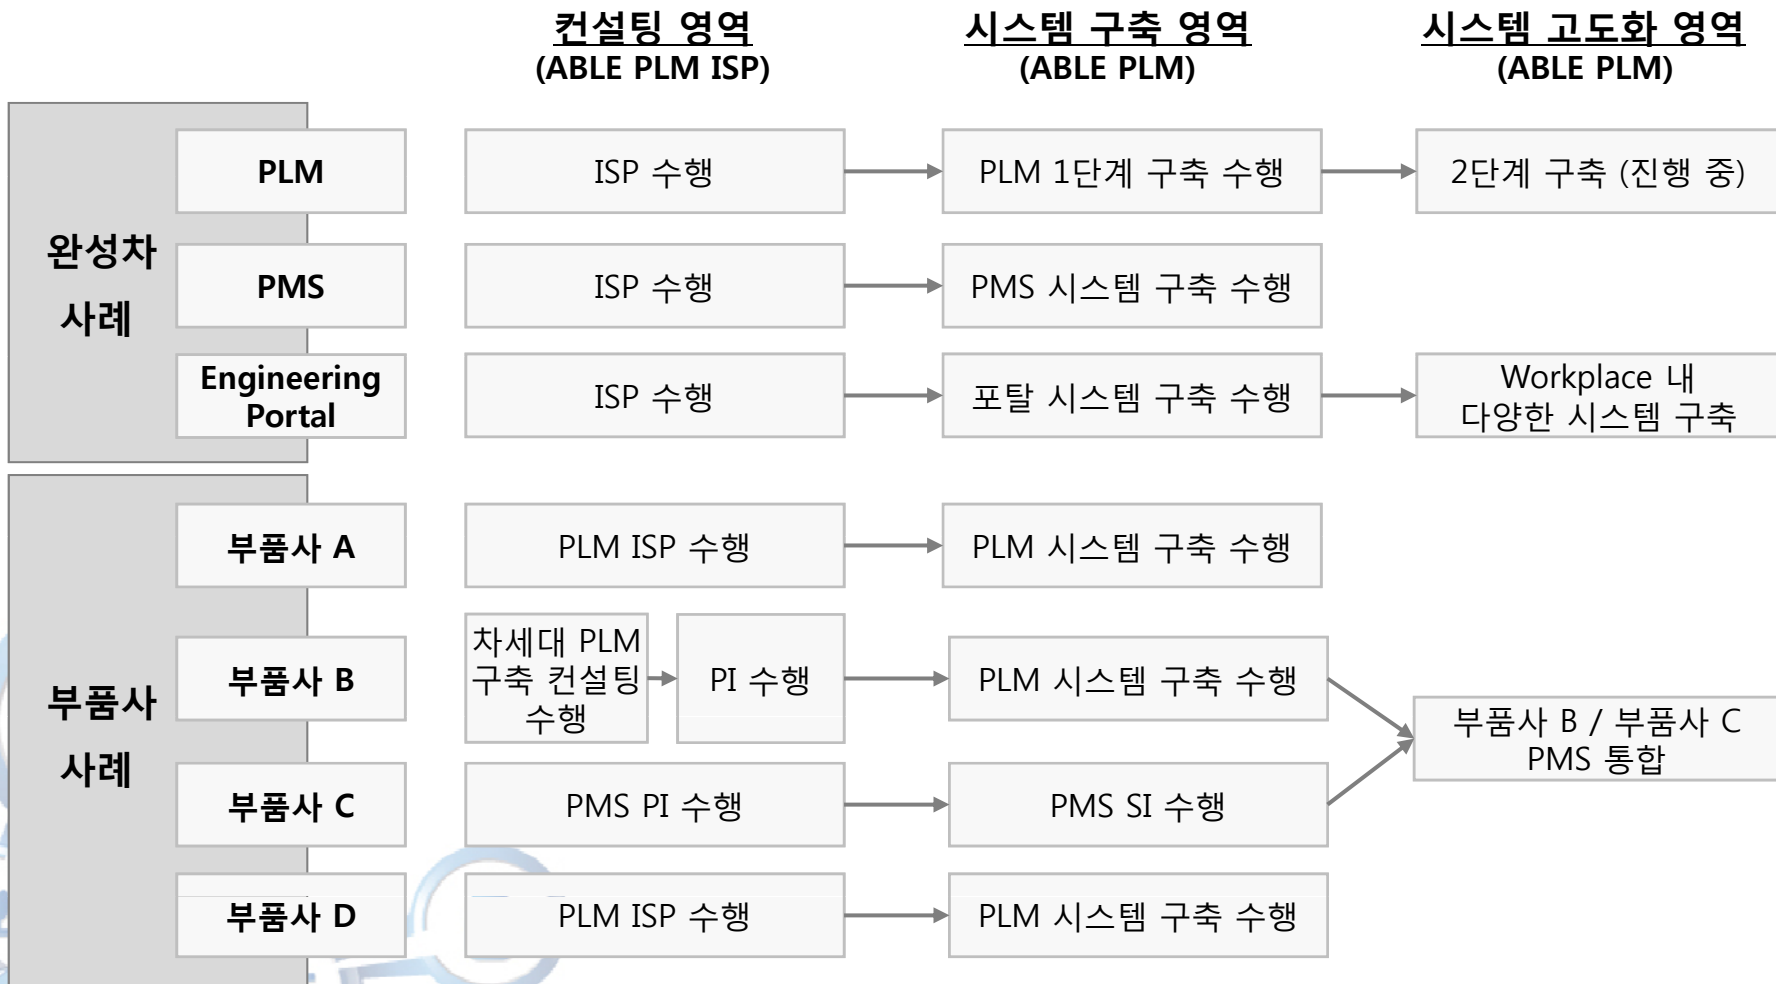 컨설팅 영역
(ABLE PLM ISP)
시스템 구축 영역
(ABLE PLM)
시스템 고도화 영역
(ABLE PLM)
완성차
사례
PLM
ISP 수행
PLM 1단계 구축 수행
2단계 구축 (진행 중)
PMS
ISP 수행
PMS 시스템 구축 수행
Engineering
Portal
ISP 수행
포탈 시스템 구축 수행
Workplace 내
다양한 시스템 구축
부품사
사례
부품사 A
PLM ISP 수행
PLM 시스템 구축 수행
부품사 B
차세대 PLM
구축 컨설팅
수행
PI 수행
PLM 시스템 구축 수행
부품사 B / 부품사 C
PMS 통합
부품사 C
PMS PI 수행
PMS SI 수행
부품사 D
PLM ISP 수행
PLM 시스템 구축 수행